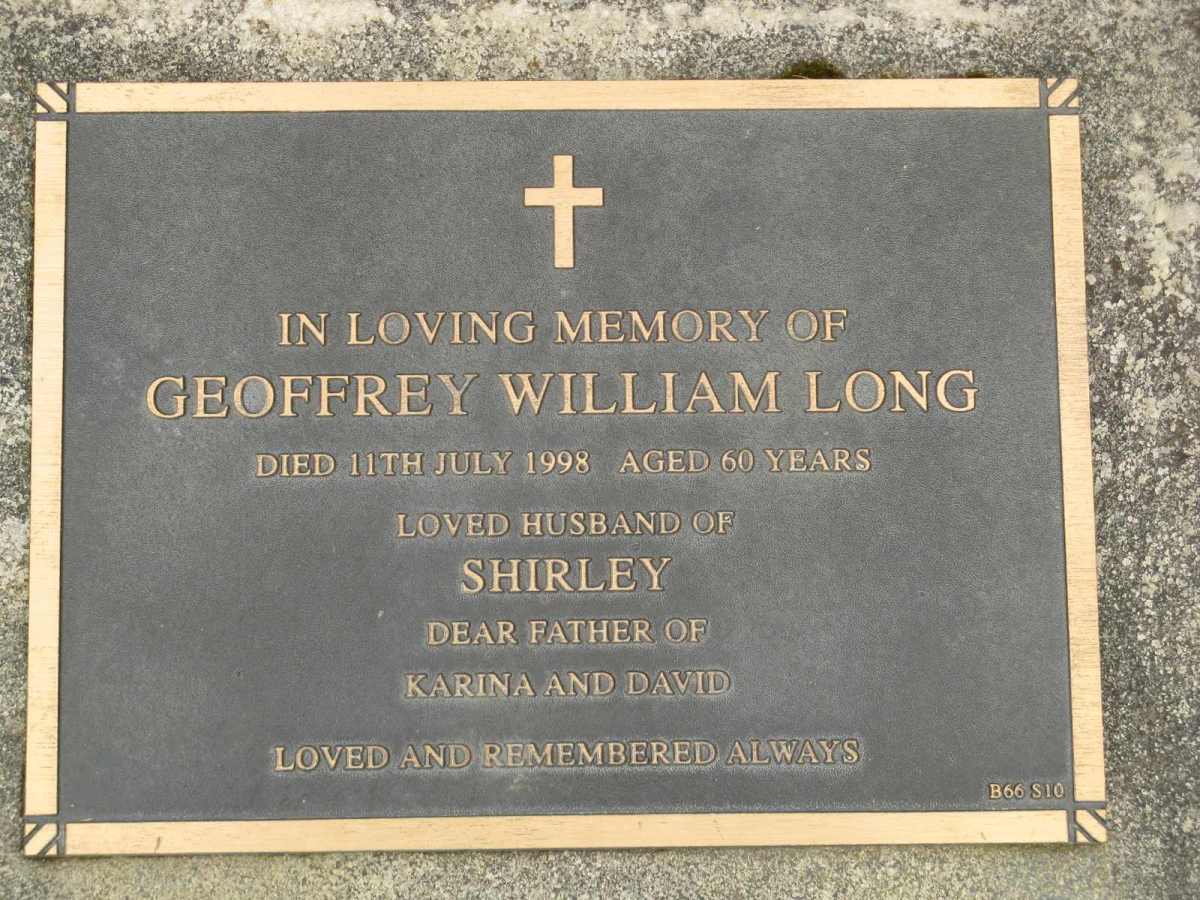 IN LOVING MEMORY OF
GEOFFREY WILLIAM LONG
DIED 11TH JULY 1998 AGED 60 YEARS
LOVED HUSBAND OF
SHIRLEY
DEAR FATHER OF
KARINA AND DAVID
LOVED AND REMEMBERED ALWAYS
B66 S10